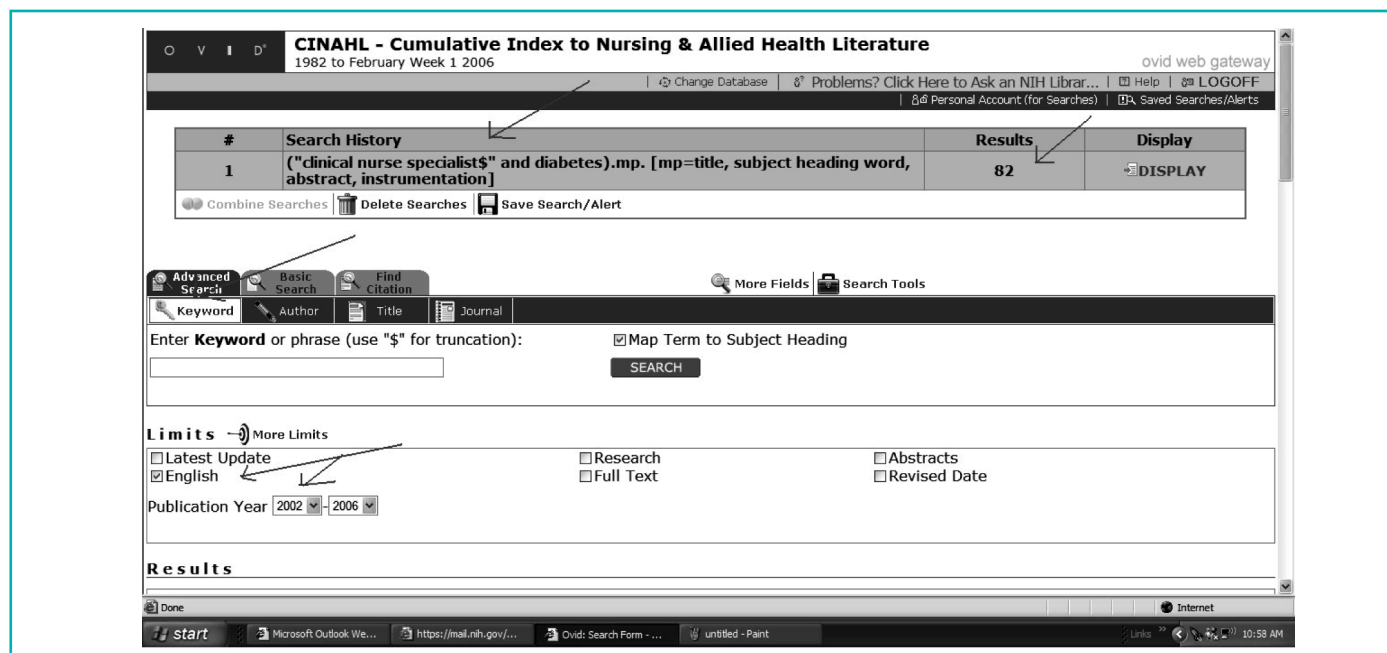 O V I D®
CINAHL - Cumulative Index to Nursing & Allied Health Literature
1982 to February Week 1 2006
ovid web gateway
Change Database | Problems? Click Here to Ask an NIH Librar... | Help | LOGOFF
Personal Account (for Searches) | Saved Searches/Alerts
# Search History Results Display
1 ("clinical nurse specialist$" and diabetes).mp. [mp=title, subject heading word, abstract, instrumentation] 82 DISPLAY
Combine Searches Delete Searches Save Search/Alert
Advanced Search Basic Search Find Citation More Fields Search Tools
Keyword Author Title Journal
Enter Keyword or phrase (use "$" for truncation): Map Term to Subject Heading
SEARCH
Limits More Limits
Latest Update Research Abstracts
English Full Text Revised Date
Publication Year 2002 - 2006
Results
Done Internet
start Microsoft Outlook We... https://mail.nih.gov/... Ovid: Search Form - ... untitled - Paint Links » 10:58 AM